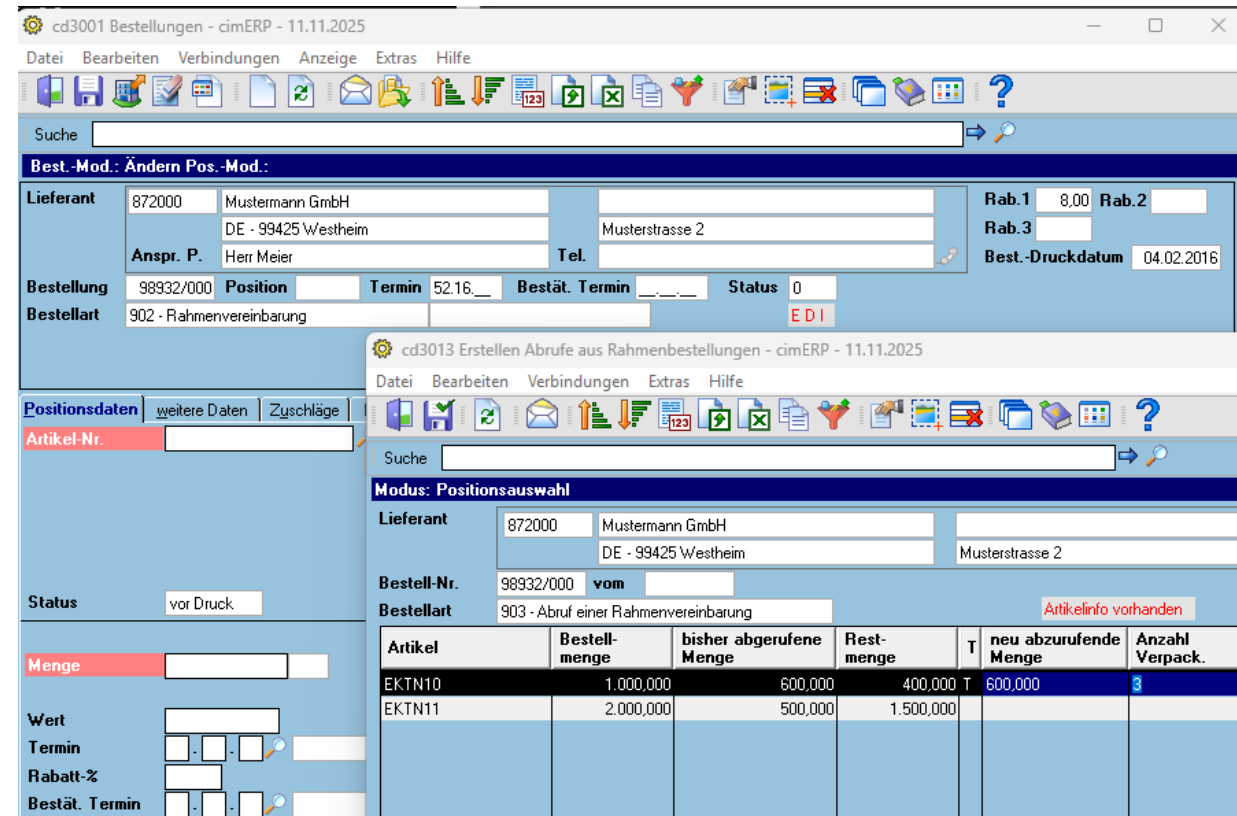 cd3001 Bestellungen - cimERP - 11.11.2025
Datei Bearbeiten Verbindungen Anzeige Extras Hilfe
123
Suche
Best.-Mod.: Ändern Pos.-Mod.:
Lieferant 872000 Mustermann GmbH Rab.1 8,00 Rab.2
DE - 99425 Westheim Musterstrasse 2 Rab.3
Anspr. P. Herr Meier Tel. Best.-Druckdatum 04.02.2016
Bestellung 98932/000 Position Termin 52.16.__ Bestät. Termin __.__.__ Status 0
Bestellart 902 - Rahmenvereinbarung E D I
cd3013 Erstellen Abrufe aus Rahmenbestellungen - cimERP - 11.11.2025
Datei Bearbeiten Verbindungen Extras Hilfe
Positionsdaten weitere Daten Zuschläge
123
Artikel-Nr.
Suche
Modus: Positionsauswahl
Lieferant 872000 Mustermann GmbH
DE - 99425 Westheim Musterstrasse 2
Bestell-Nr. 98932/000 vom
Status vor Druck
Bestellart 903 - Abruf einer Rahmenvereinbarung Artikelinfo vorhanden
Artikel Bestell-menge bisher abgerufene Menge Rest-menge T neu abzurufende Menge Anzahl Verpack.
Menge
EKTN10 1.000,000 600,000 400,000 T 600,000 3
EKTN11 2.000,000 500,000 1.500,000
Wert
Termin . .
Rabatt-%
Bestät. Termin . .